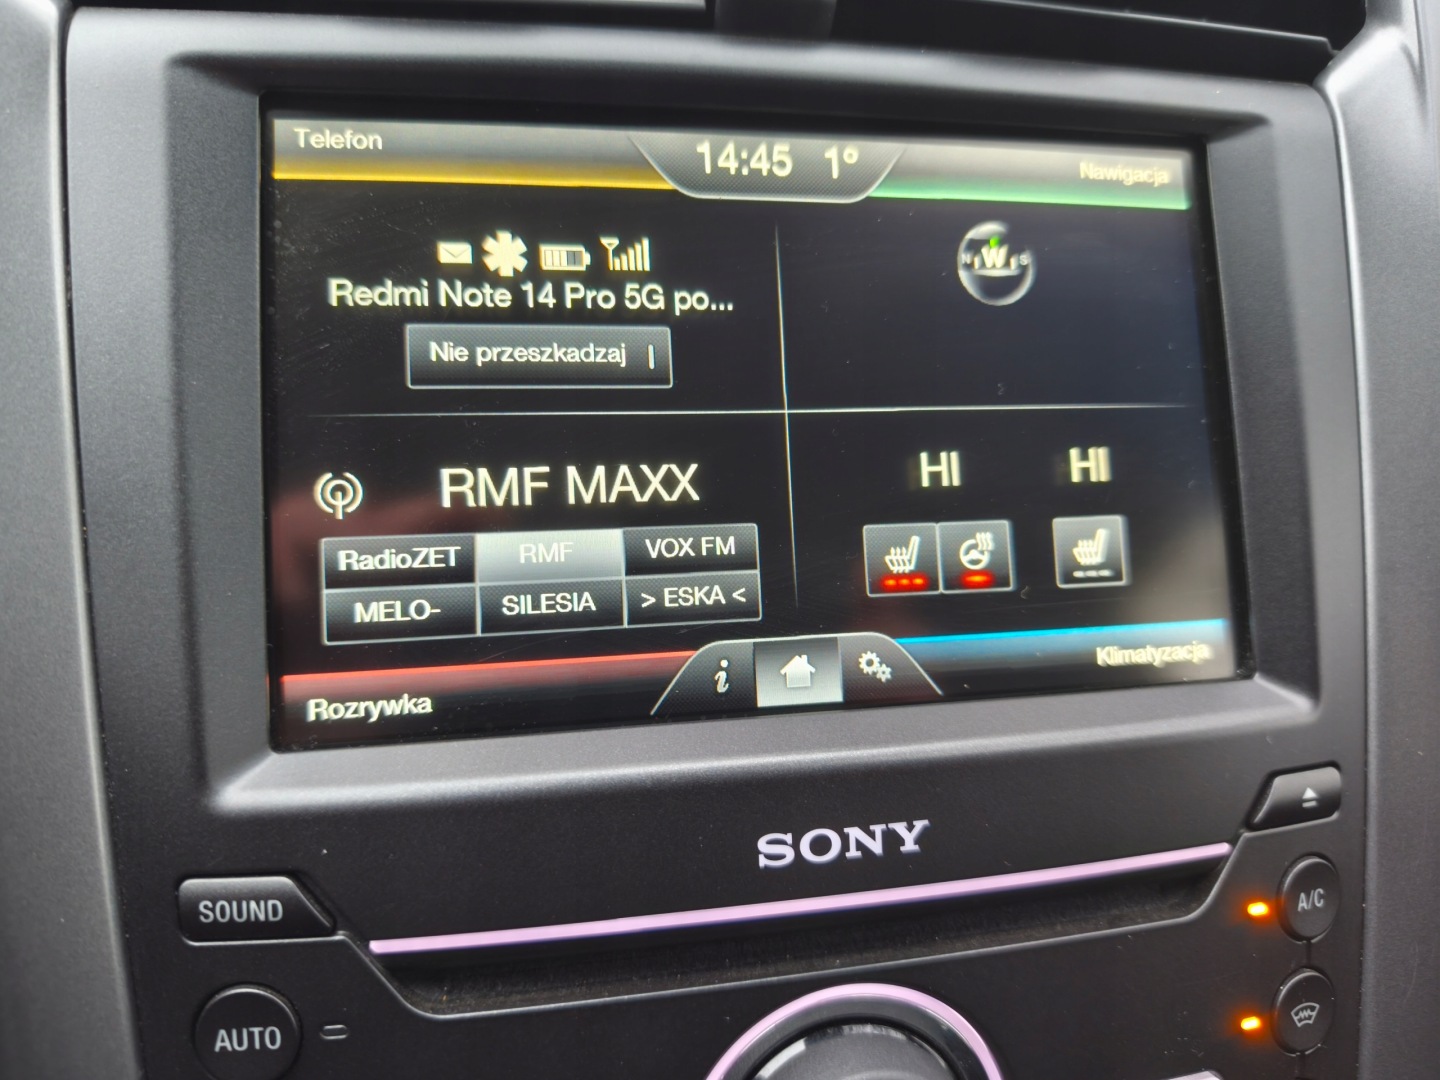 Telefon
14:45 1°
Nawigacja
N W S
Redmi Note 14 Pro 5G po...
Nie przeszkadzaj
RMF MAXX
HI HI
RadioZET RMF VOX FM
MELO- SILESIA > ESKA <
i
Klimatyzacja
Rozrywka
SONY
SOUND
A/C
AUTO